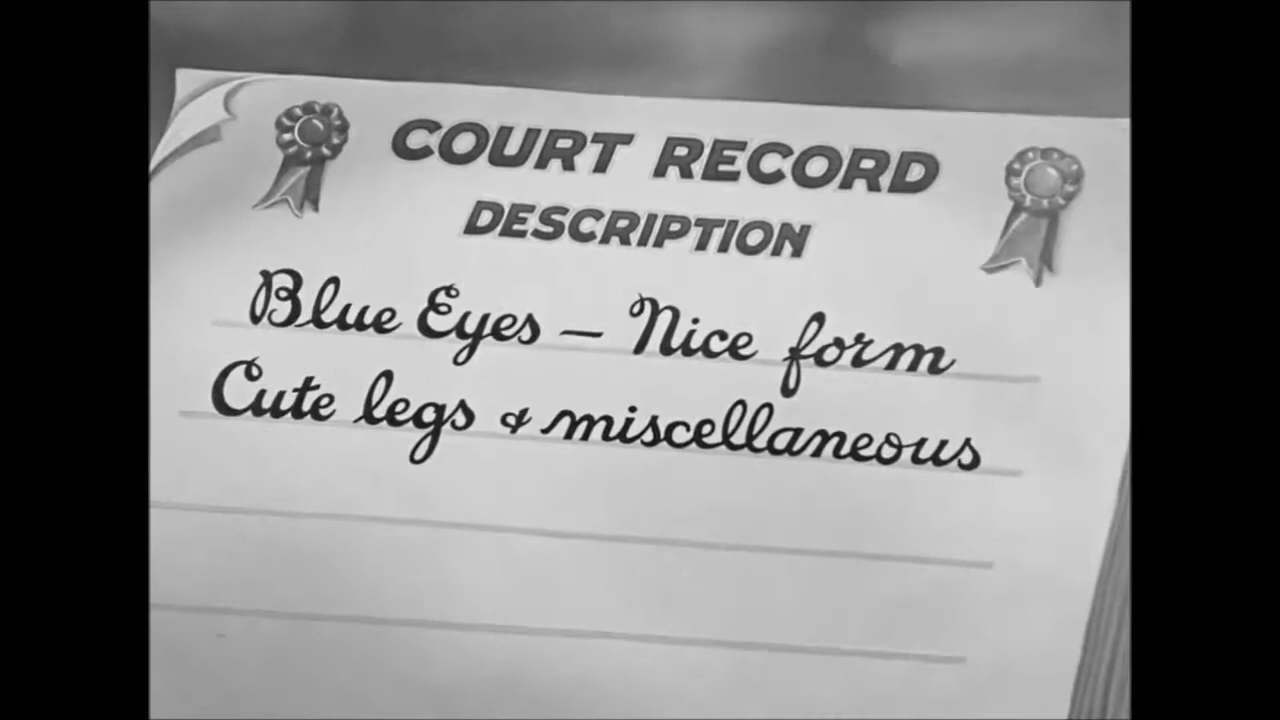 COURT RECORD
DESCRIPTION
Blue Eyes – Nice form
Cute legs & miscellaneous